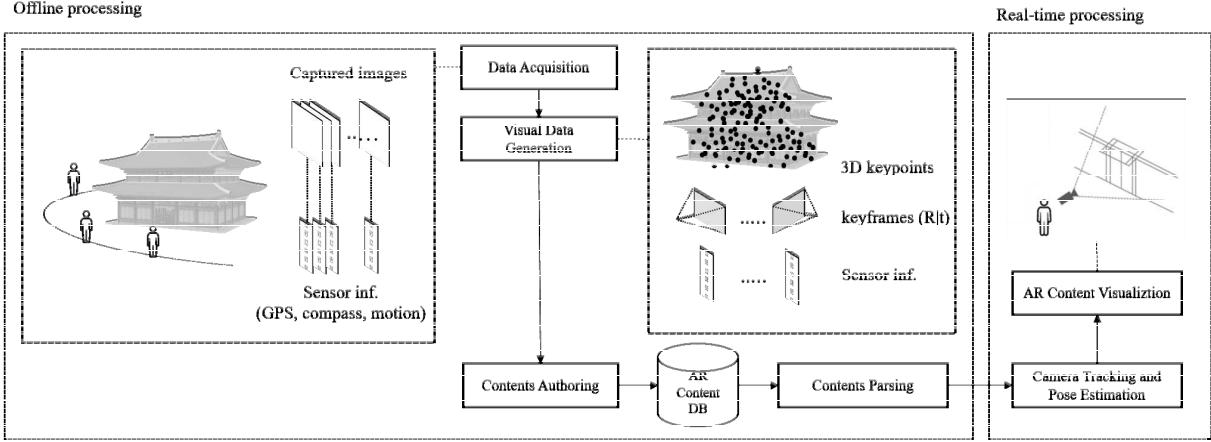 Offline processing
Real-time processing
Captured images
Data Acquisition
Visual Data
Generation
3D keypoints
keyframes (R|t)
Sensor inf.
Sensor inf.
(GPS, compass, motion)
AR Content Visualiztion
Contents Authoring
AR
Content
DB
Contents Parsing
Camera Tracking and
Pose Estimation